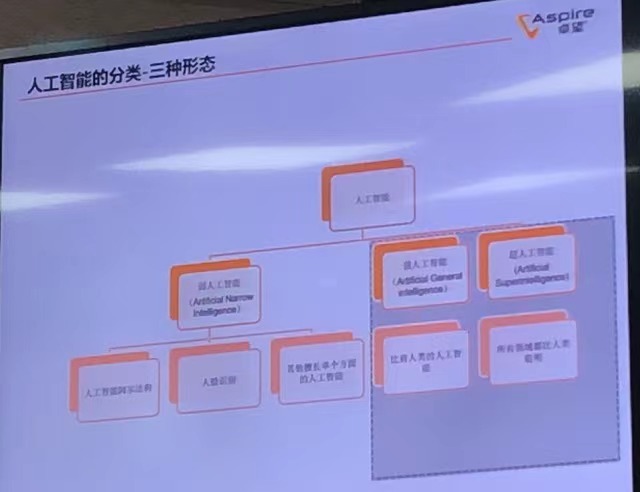 Aspire
卓望
人工智能的分类-三种形态
人工智能
弱人工智能
(Artificial Narrow
Intelligence)
强人工智能
(Artificial General
Intelligence)
超人工智能
(Artificial
Superintelligence)
人工智能阿尔法狗
人脸识别
其他擅长单个方面
的人工智能
比肩人类的人工智
能
所有领域都比人类
聪明